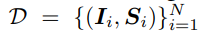 𝒟 = {(𝑰ᵢ, 𝑺ᵢ)}ᵢ₌₁ᴺ